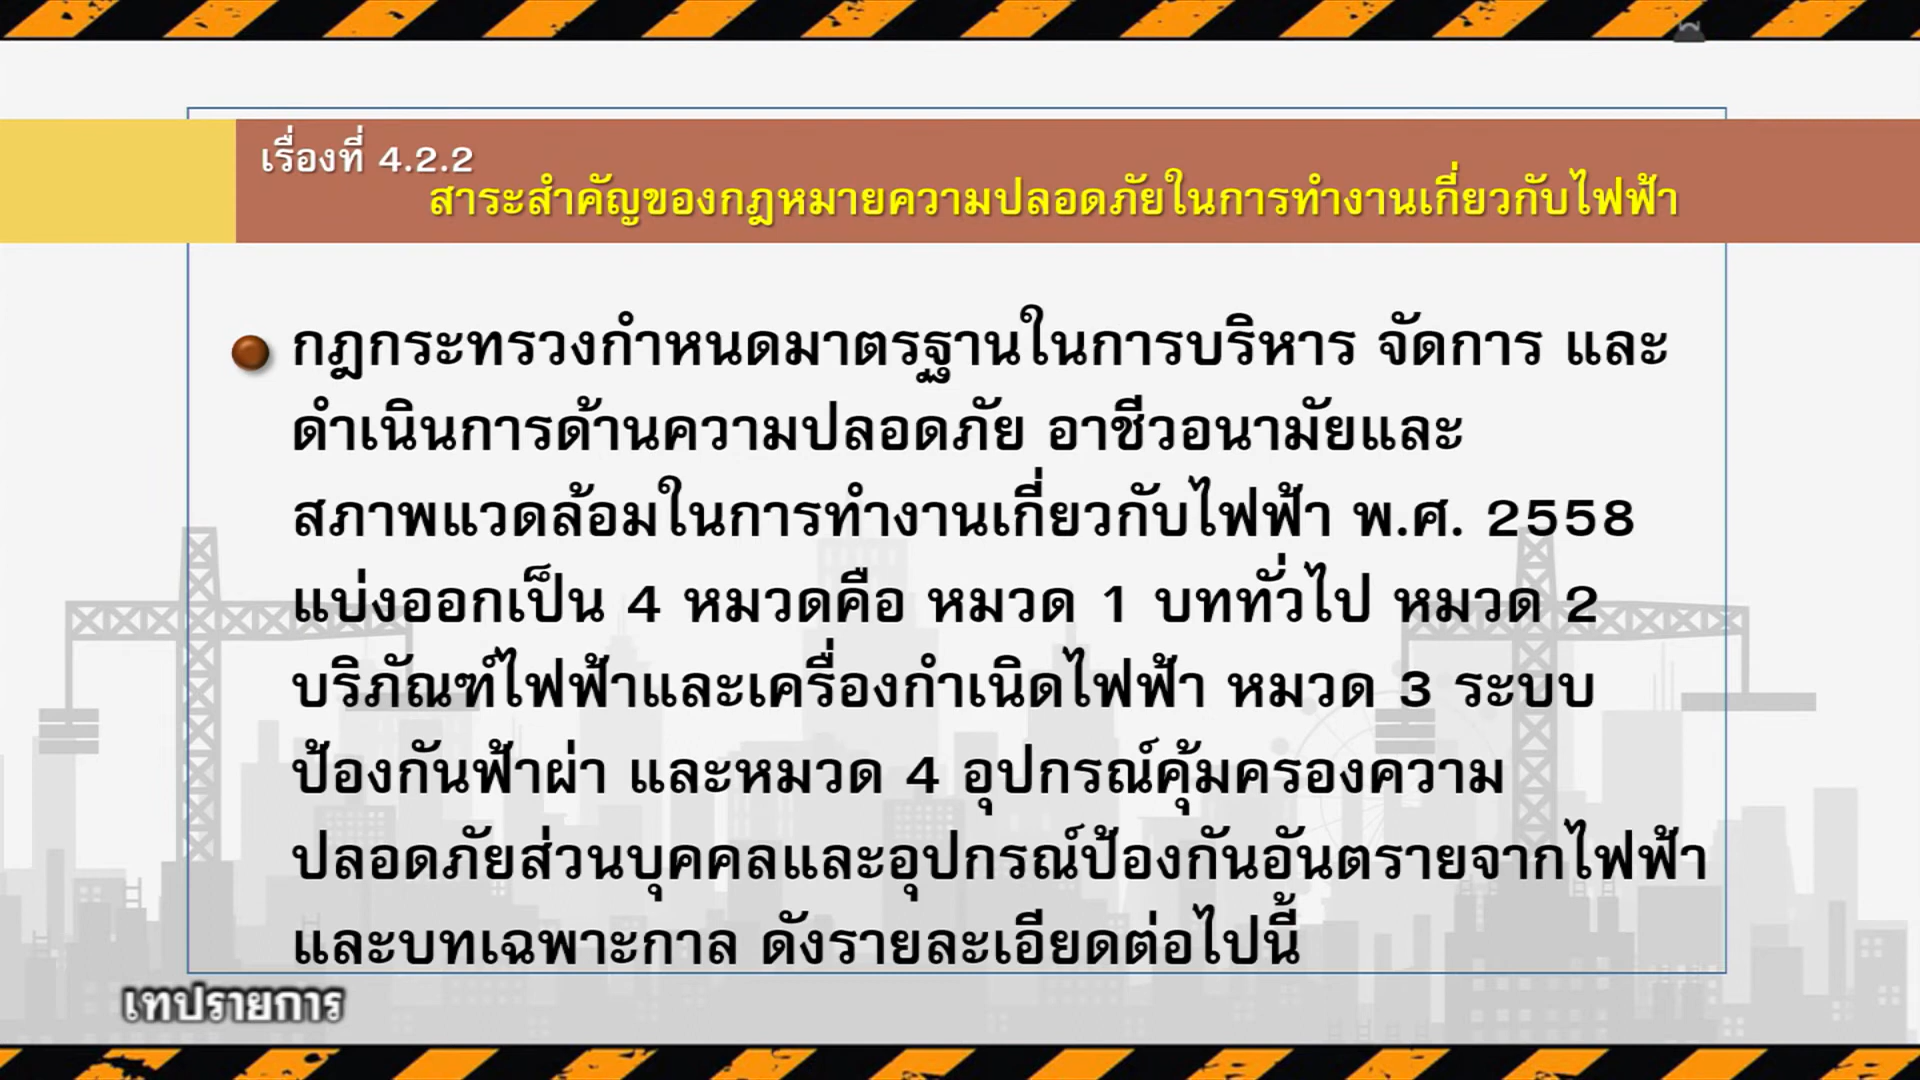 เรื่องที่ 4.2.2
สาระสำคัญของกฎหมายความปลอดภัยในการทำงานเกี่ยวกับไฟฟ้า
กฎกระทรวงกำหนดมาตรฐานในการบริหาร จัดการ และ
ดำเนินการด้านความปลอดภัย อาชีวอนามัยและ
สภาพแวดล้อมในการทำงานเกี่ยวกับไฟฟ้า พ.ศ. 2558
แบ่งออกเป็น 4 หมวดคือ หมวด 1 บททั่วไป หมวด 2
บริภัณฑ์ไฟฟ้าและเครื่องกำเนิดไฟฟ้า หมวด 3 ระบบ
ป้องกันฟ้าผ่า และหมวด 4 อุปกรณ์คุ้มครองความ
ปลอดภัยส่วนบุคคลและอุปกรณ์ป้องกันอันตรายจากไฟฟ้า
และบทเฉพาะกาล ดังรายละเอียดต่อไปนี้
เทปรายการ